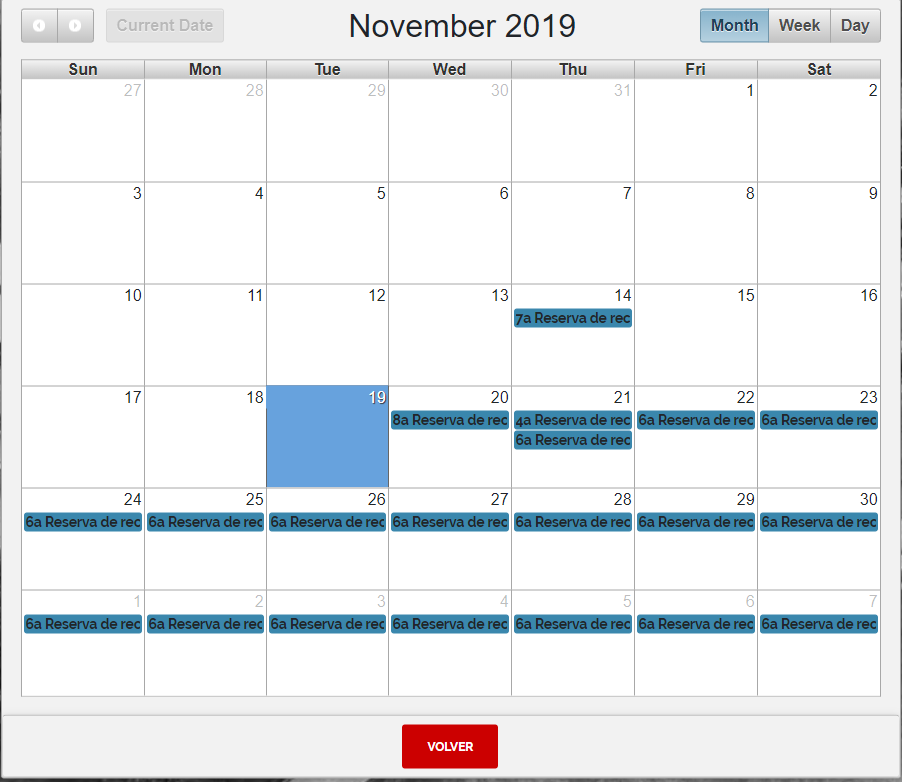 Current Date November 2019 Month Week Day
Sun Mon Tue Wed Thu Fri Sat
27 28 29 30 31 1 2
3 4 5 6 7 8 9
10 11 12 13 14 15 16
7a Reserva de rec
17 18 19 20 21 22 23
8a Reserva de rec 4a Reserva de rec 6a Reserva de rec 6a Reserva de rec
6a Reserva de rec
24 25 26 27 28 29 30
6a Reserva de rec 6a Reserva de rec 6a Reserva de rec 6a Reserva de rec 6a Reserva de rec 6a Reserva de rec 6a Reserva de rec
1 2 3 4 5 6 7
6a Reserva de rec 6a Reserva de rec 6a Reserva de rec 6a Reserva de rec 6a Reserva de rec 6a Reserva de rec 6a Reserva de rec
VOLVER